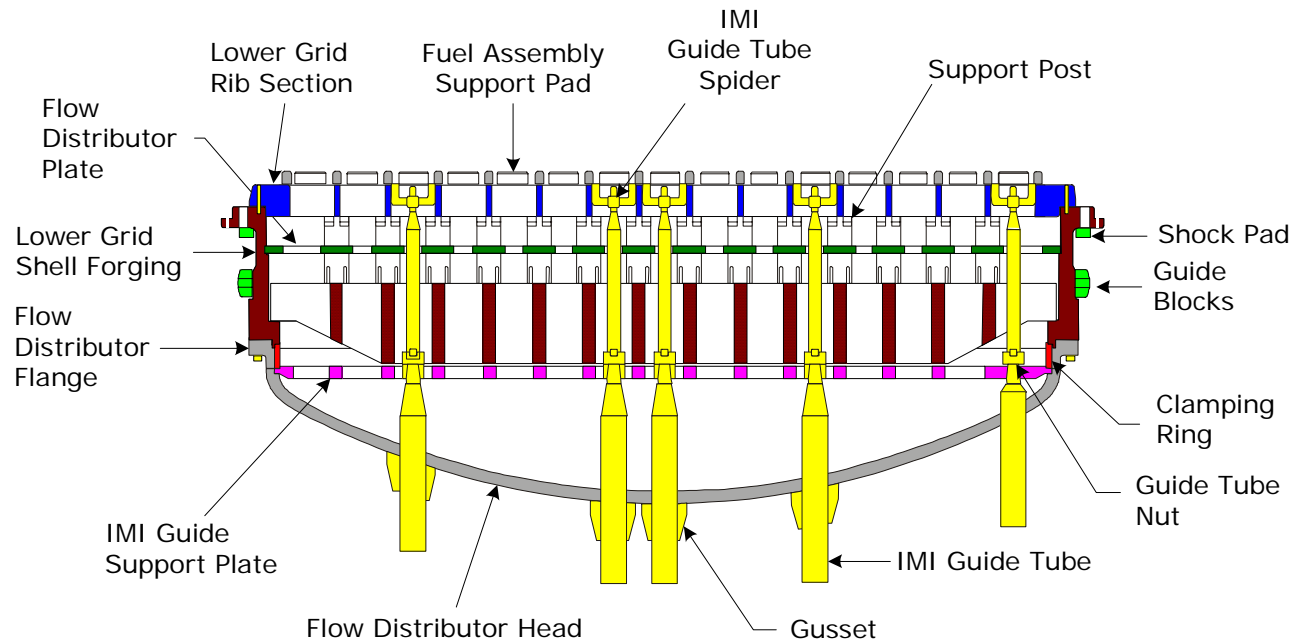 IMI
Guide Tube
Spider
Lower Grid
Rib Section
Fuel Assembly
Support Pad
Support Post
Flow
Distributor
Plate
Lower Grid
Shell Forging
Shock Pad
Guide
Blocks
Flow
Distributor
Flange
Clamping
Ring
Guide Tube
Nut
IMI Guide
Support Plate
IMI Guide Tube
Flow Distributor Head
Gusset